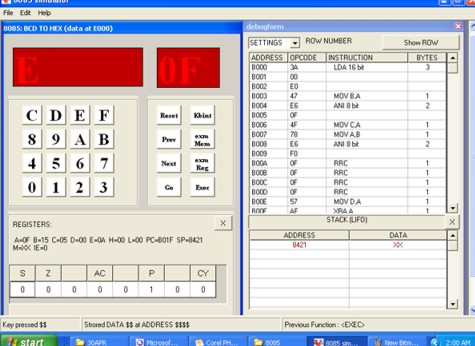 8085 simulator
File Edit Help
8085: BCD TO HEX (data at E000)
E 0F
C D E F
8 9 A B
4 5 6 7
0 1 2 3
Reset Kbint
Prev exm Mem
Next exm Reg
Go Exec
REGISTERS: X
A=0F B=15 C=05 D=00 E=0A H=00 L=00 PC=B01F SP=8421
M=XX IE=0
S Z AC P CY
0 0 0 0 0 1 0 0
debugform
SETTINGS ROW NUMBER Show ROW
ADDRESS OPCODE INSTRUCTION BYTES
B000 3A LDA 16 bit 3
B001 00
B002 E0
B003 47 MOV B,A 1
B004 E6 ANI 8 bit 2
B005 0F
B006 4F MOV C,A 1
B007 78 MOV A,B 1
B008 E6 ANI 8 bit 2
B009 F0
B00A 0F RRC 1
B00B 0F RRC 1
B00C 0F RRC 1
B00D 0F RRC 1
B00E 57 MOV D,A 1
B00F AF XRA A 1
STACK (LIFO) X
ADDRESS DATA
8421 XX
Key pressed $$ Strored DATA $$ at ADDRESS $$$$ Previous Function : <EXEC>
start 30APR Microsof... Corel PH... 8085 8085 sim... New Bitm... 2:00 AM